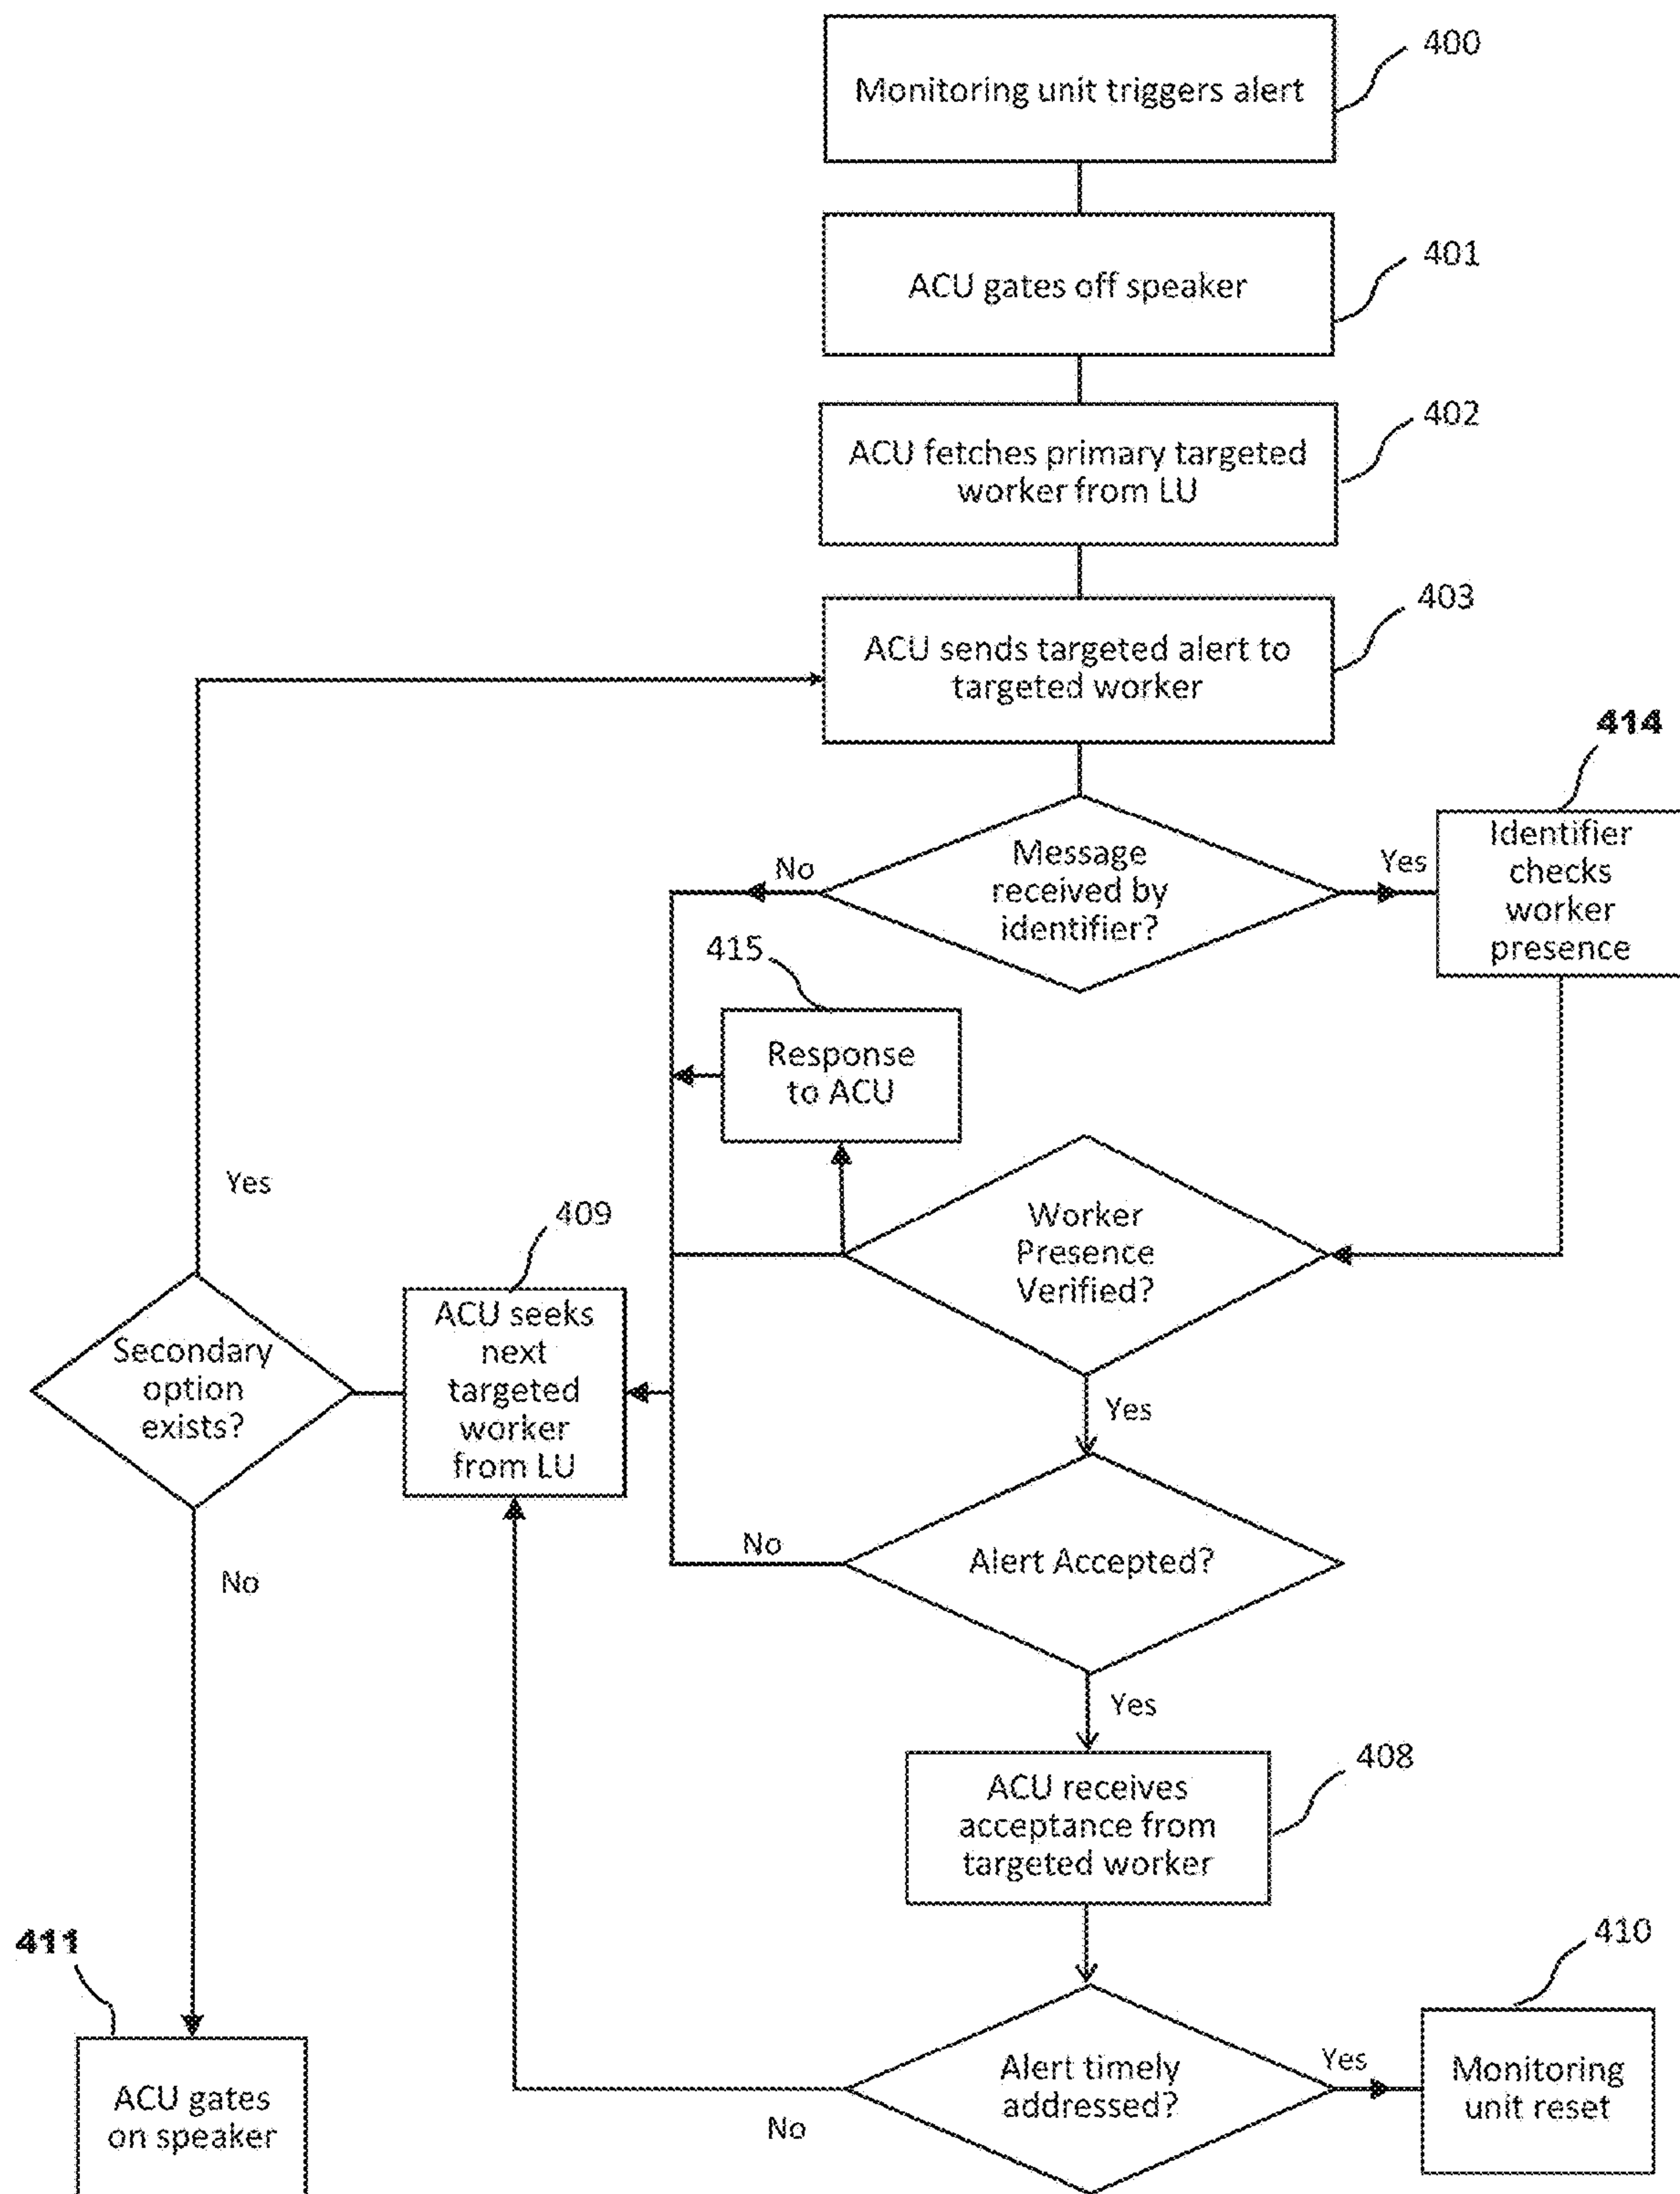 400
Monitoring unit triggers alert
401
ACU gates off speaker
402
ACU fetches primary targeted
worker from LU
403
ACU sends targeted alert to
targeted worker
414
Message
received by
identifier?
No
Yes
Identifier
checks
worker
presence
415
Response
to ACU
Worker
Presence
Verified?
Yes
409
ACU seeks
next
targeted
worker
from LU
Secondary
option
exists?
Yes
No
Alert Accepted?
No
Yes
408
ACU receives
acceptance from
targeted worker
411
ACU gates
on speaker
Alert timely
addressed?
No
Yes
410
Monitoring
unit reset